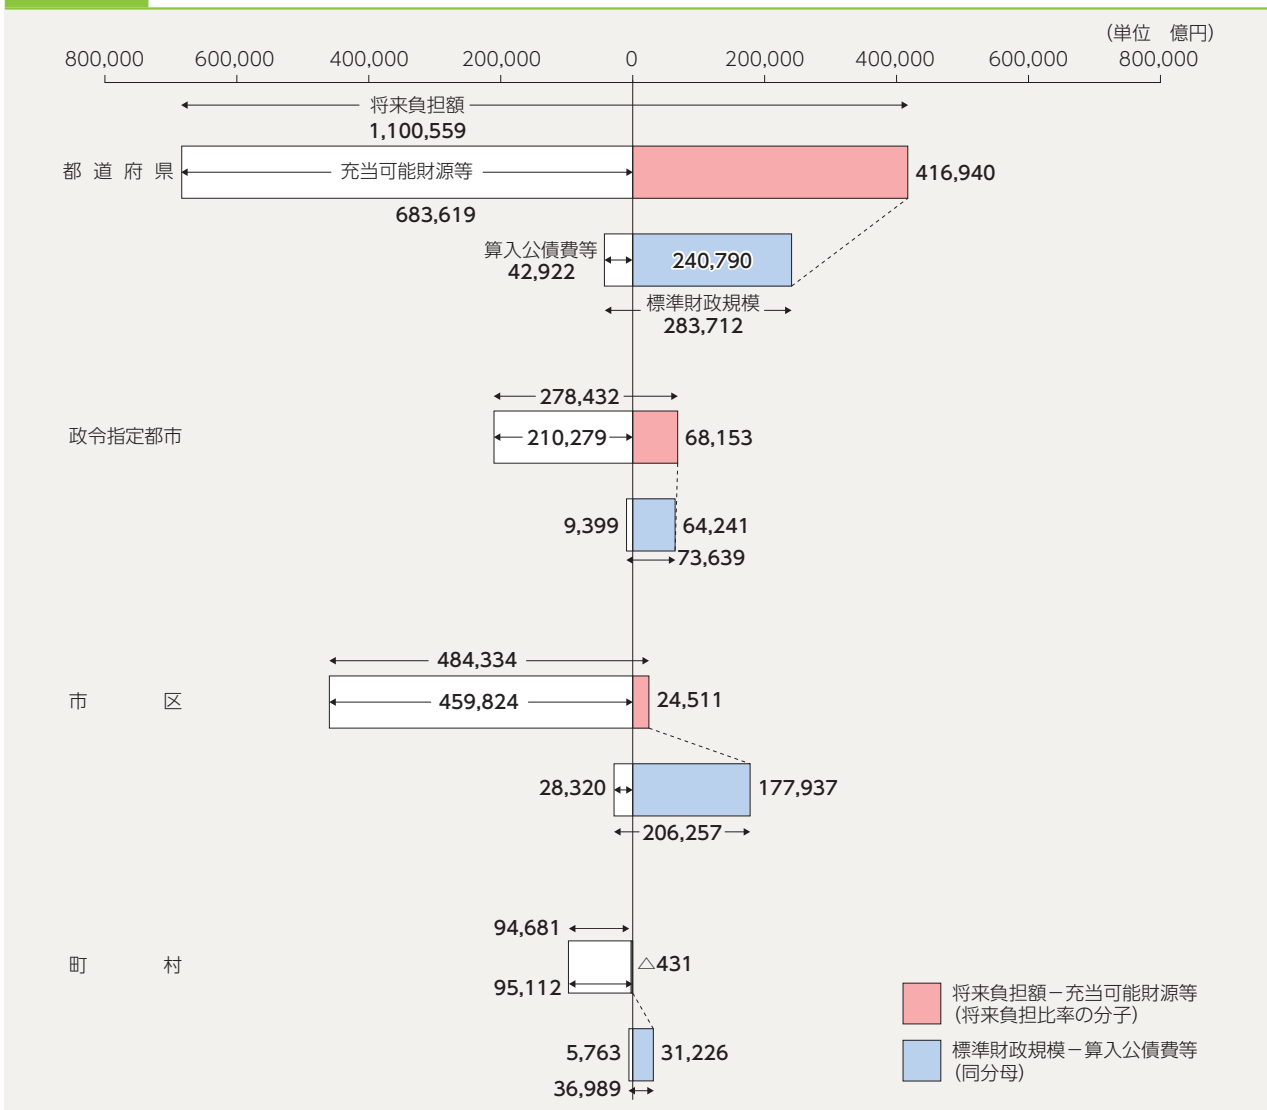 (単位　億円)
800,000 600,000 400,000 200,000 0 200,000 400,000 600,000 800,000
将来負担額
1,100,559
都道府県
充当可能財源等
416,940
683,619
算入公債費等
42,922
240,790
標準財政規模
283,712
278,432
政令指定都市
210,279
68,153
9,399
64,241
73,639
484,334
市区
459,824
24,511
28,320
177,937
206,257
94,681
町村
△431
95,112
5,763
31,226
36,989
将来負担額－充当可能財源等
(将来負担比率の分子)
標準財政規模－算入公債費等
(同分母)